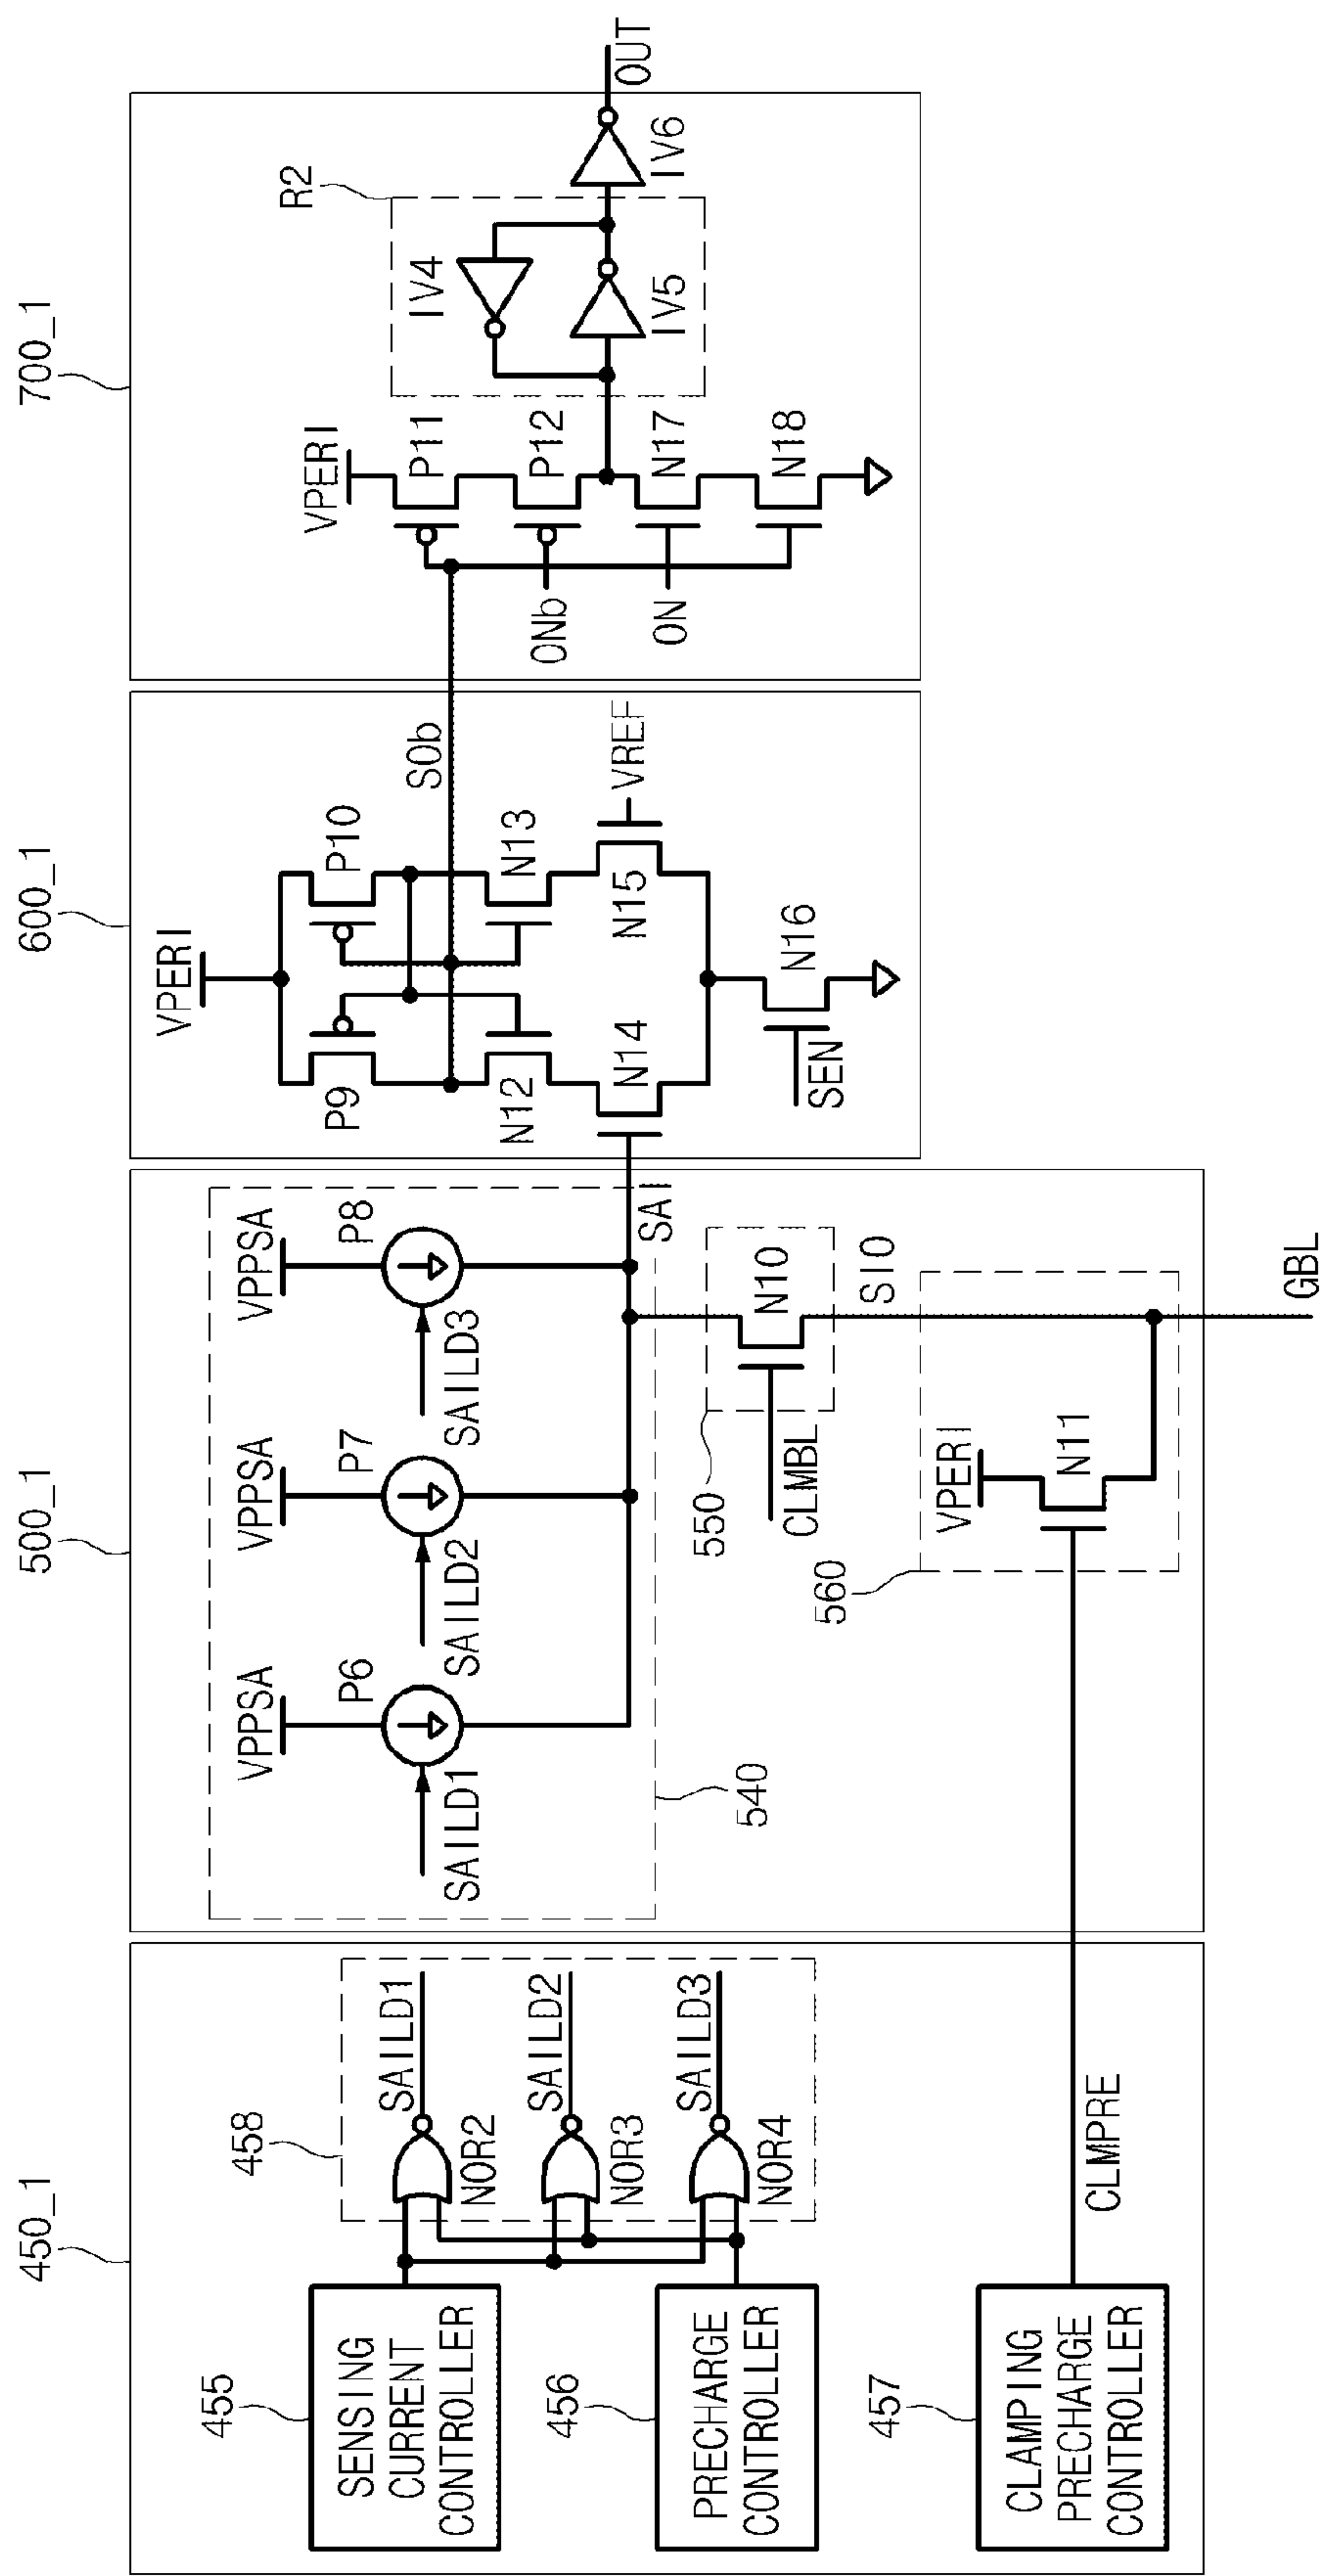 450_1
500_1
600_1
700_1
455
SENSING
CURRENT
CONTROLLER
456
PRECHARGE
CONTROLLER
457
CLAMPING
PRECHARGE
CONTROLLER
458
SAILD1
NOR2
SAILD2
NOR3
SAILD3
NOR4
CLMPRE
VPPSA
P6
SAILD1
VPPSA
P7
SAILD2
VPPSA
P8
SAILD3
540
SAI
550
N10
CLMBL
SIO
560
VPERI
N11
GBL
VPERI
P9
P10
SOb
N12
N13
N14
N15
VREF
N16
SEN
VPERI
P11
P12
ONb
N17
ON
N18
R2
IV4
IV5
IV6
OUT